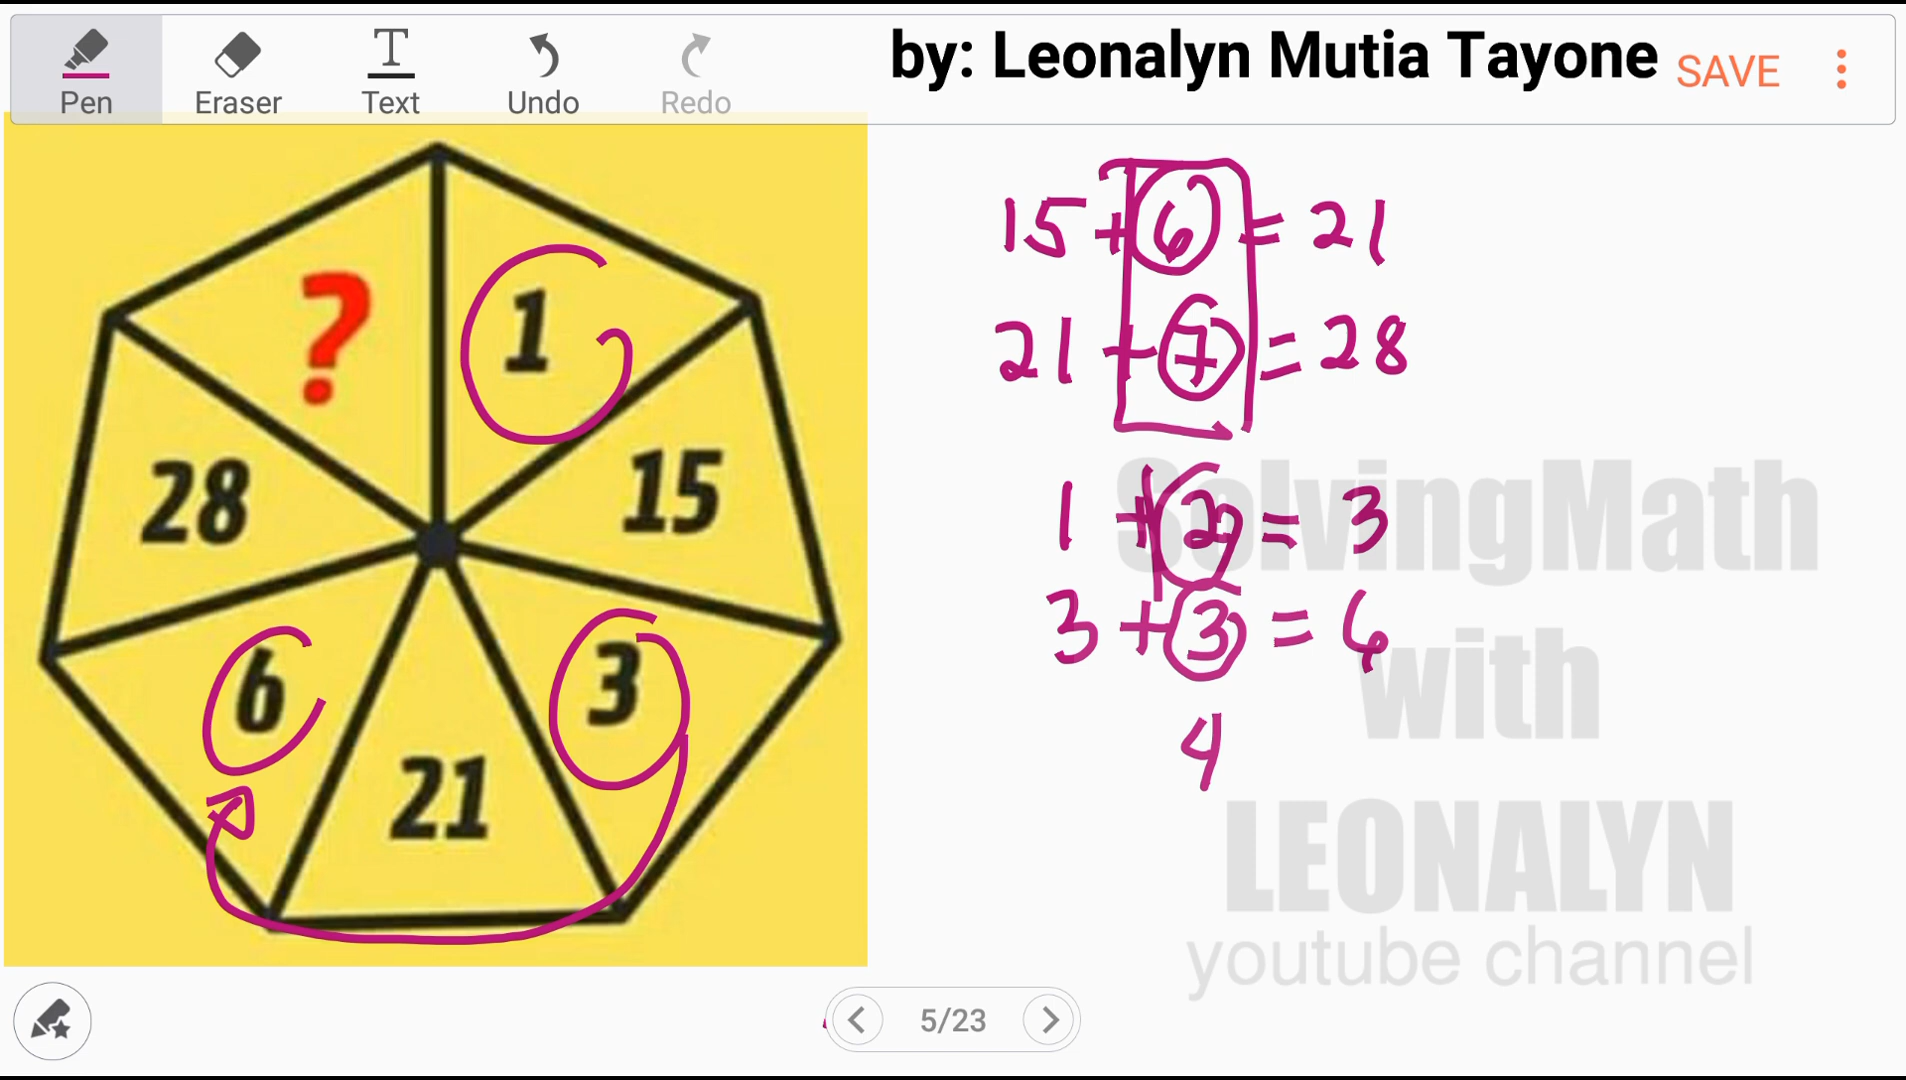 by: Leonalyn Mutia Tayone
SAVE
Pen
Eraser
Text
Undo
Redo
?
1
28
15
6
3
21
15 + 6 = 21
21 + 7 = 28
1 + 2 = 3
3 + 3 = 6
4
SolvingMath
with
LEONALYN
youtube channel
5/23